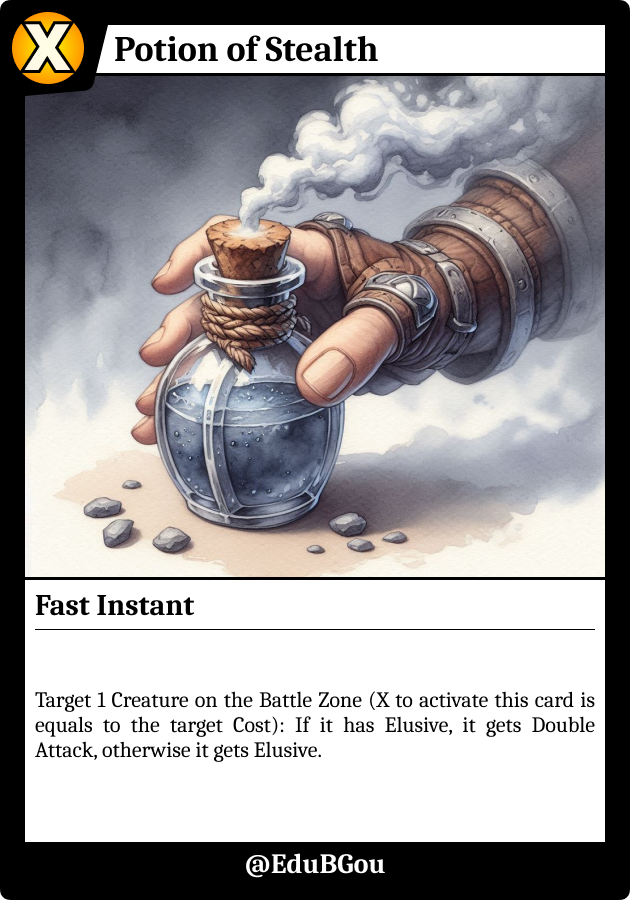 X
Potion of Stealth
Fast Instant
Target 1 Creature on the Battle Zone (X to activate this card is
equals to the target Cost): If it has Elusive, it gets Double
Attack, otherwise it gets Elusive.
@EduBGou